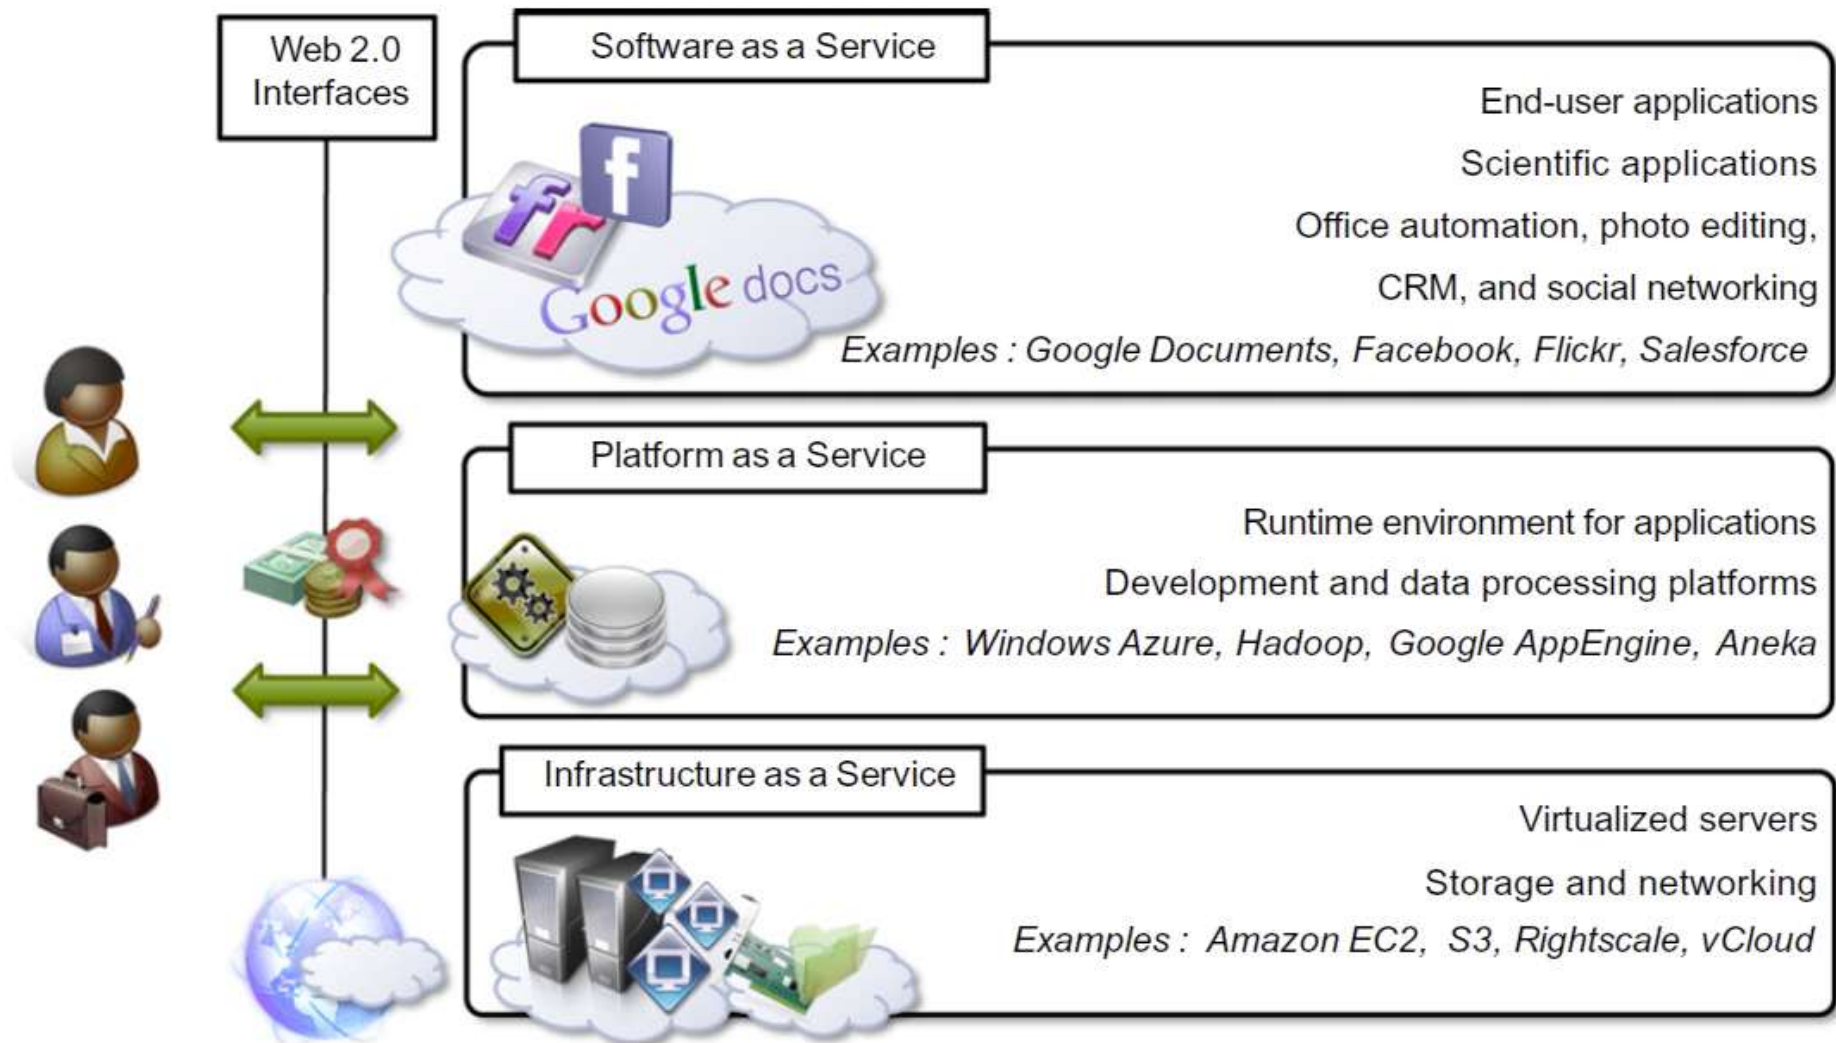 Web 2.0
Interfaces
Software as a Service
End-user applications
Scientific applications
Office automation, photo editing,
CRM, and social networking
Examples : Google Documents, Facebook, Flickr, Salesforce
f
fr
Google docs
Platform as a Service
Runtime environment for applications
Development and data processing platforms
Examples : Windows Azure, Hadoop, Google AppEngine, Aneka
Infrastructure as a Service
Virtualized servers
Storage and networking
Examples : Amazon EC2, S3, Rightscale, vCloud